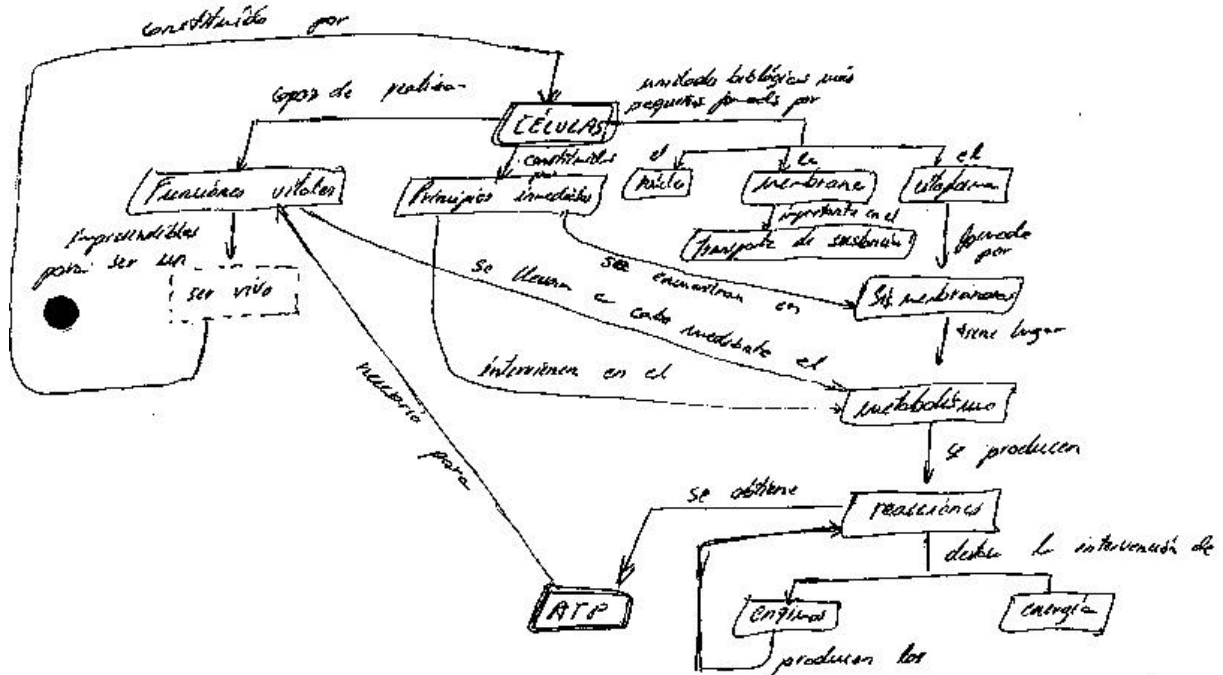 constituido por
capaz de realizar
unidades biológicas más
pequeñas formada por
CÉLULAS
constituidas
por
el
la
el
Funciones vitales
Principios inmediatos
núcleo
membrana
citoplasma
importante en el
Transporte de sustancias
formado
por
Imprescindibles
para ser un
ser vivo
se llevan a cabo mediante el
se encuentran en
Sist. membranosos
tiene lugar
intervienen en el
metabolismo
necesario para
se producen
se obtiene
reacciones
la intervención de
ATP
enzimas
energía
producen las